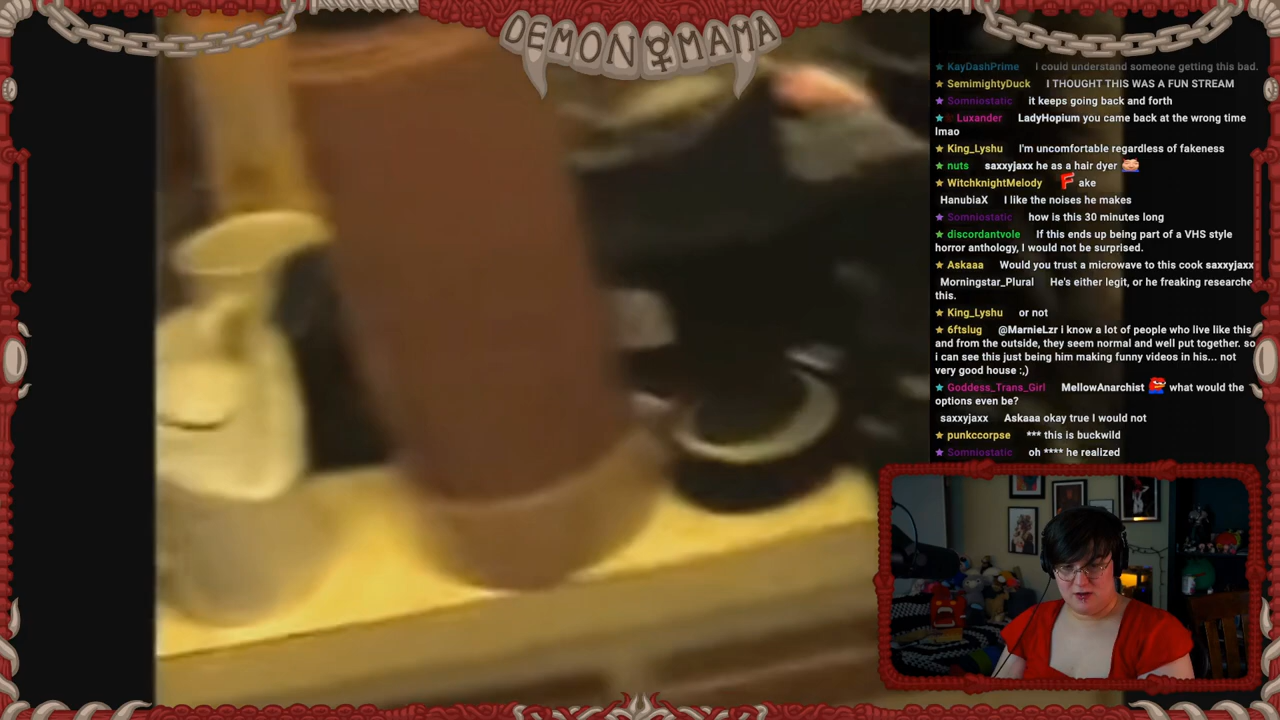 DEMON MAMA
KayDashPrime I could understand someone getting this bad.
SemimightyDuck I THOUGHT THIS WAS A FUN STREAM
Somniostatic it keeps going back and forth
Luxander LadyHopium you came back at the wrong time
lmao
King_Lyshu I'm uncomfortable regardless of fakeness
nuts saxxyjaxx he as a hair dyer
WitchknightMelody F ake
HanubiaX I like the noises he makes
Somniostatic how is this 30 minutes long
discordantvole If this ends up being part of a VHS style
horror anthology, I would not be surprised.
Askaaa Would you trust a microwave to this cook saxxyjaxx
Morningstar_Plural He's either legit, or he freaking researche
this.
King_Lyshu or not
6ftslug @MarnieLzr i know a lot of people who live like this
and from the outside, they seem normal and well put together. so
i can see this just being him making funny videos in his... not
very good house :,)
Goddess_Trans_Girl MellowAnarchist what would the
options even be?
saxxyjaxx Askaaa okay true I would not
punkccorpse *** this is buckwild
Somniostatic oh **** he realized